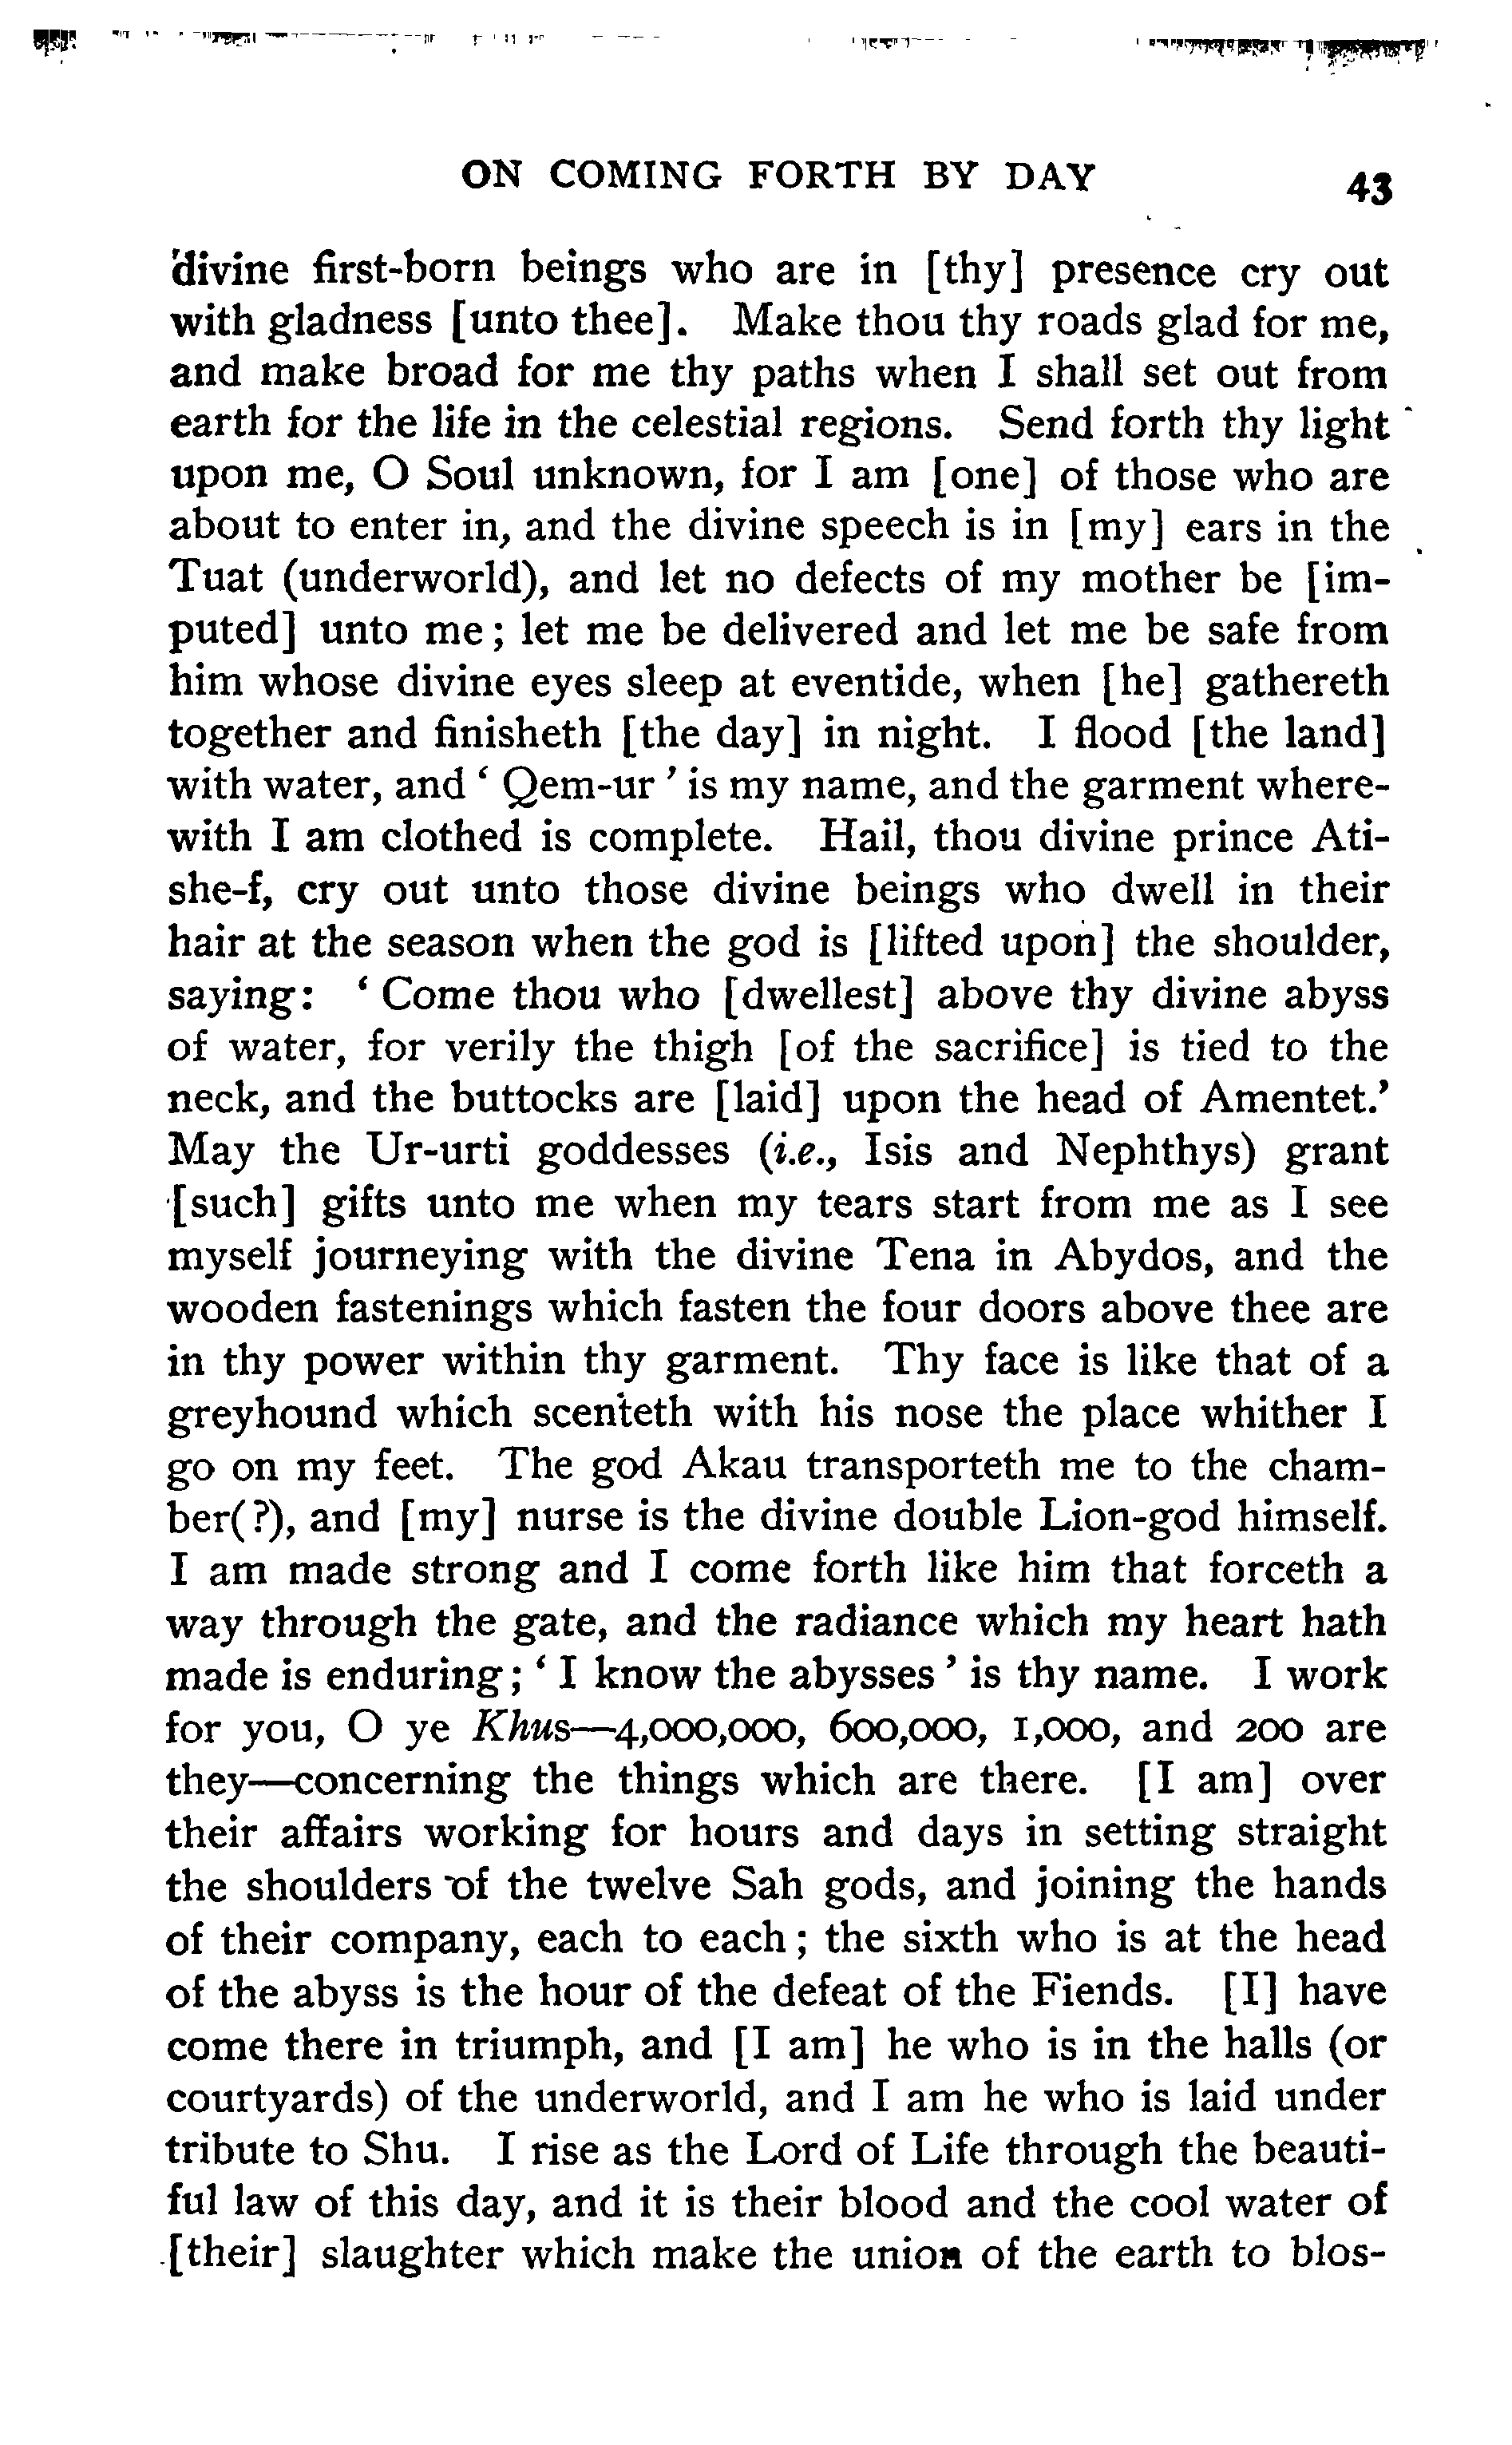 ON COMING FORTH BY DAY 43
divine first-born beings who are in [thy] presence cry out
with gladness [unto thee]. Make thou thy roads glad for me,
and make broad for me thy paths when I shall set out from
earth for the life in the celestial regions. Send forth thy light
upon me, O Soul unknown, for I am [one] of those who are
about to enter in, and the divine speech is in [my] ears in the
Tuat (underworld), and let no defects of my mother be [im-
puted] unto me; let me be delivered and let me be safe from
him whose divine eyes sleep at eventide, when [he] gathereth
together and finisheth [the day] in night. I flood [the land]
with water, and ‘ Qem-ur ’ is my name, and the garment where-
with I am clothed is complete. Hail, thou divine prince Ati-
she-f, cry out unto those divine beings who dwell in their
hair at the season when the god is [lifted upon] the shoulder,
saying: ‘ Come thou who [dwellest] above thy divine abyss
of water, for verily the thigh [of the sacrifice] is tied to the
neck, and the buttocks are [laid] upon the head of Amentet.’
May the Ur-urti goddesses (i.e., Isis and Nephthys) grant
[such] gifts unto me when my tears start from me as I see
myself journeying with the divine Tena in Abydos, and the
wooden fastenings which fasten the four doors above thee are
in thy power within thy garment. Thy face is like that of a
greyhound which scenteth with his nose the place whither I
go on my feet. The god Akau transporteth me to the cham-
ber(?), and [my] nurse is the divine double Lion-god himself.
I am made strong and I come forth like him that forceth a
way through the gate, and the radiance which my heart hath
made is enduring; ‘ I know the abysses ’ is thy name. I work
for you, O ye Khus—4,000,000, 600,000, 1,000, and 200 are
they—concerning the things which are there. [I am] over
their affairs working for hours and days in setting straight
the shoulders of the twelve Sah gods, and joining the hands
of their company, each to each; the sixth who is at the head
of the abyss is the hour of the defeat of the Fiends. [I] have
come there in triumph, and [I am] he who is in the halls (or
courtyards) of the underworld, and I am he who is laid under
tribute to Shu. I rise as the Lord of Life through the beauti-
ful law of this day, and it is their blood and the cool water of
[their] slaughter which make the union of the earth to blos-